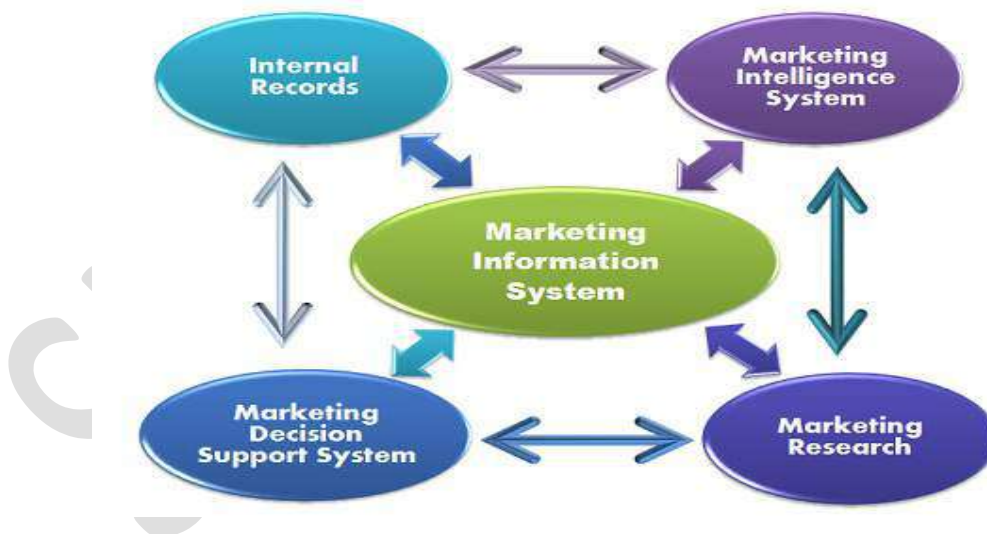 Internal
Records
Marketing
Intelligence
System
Marketing
Information
System
Marketing
Decision
Support System
Marketing
Research